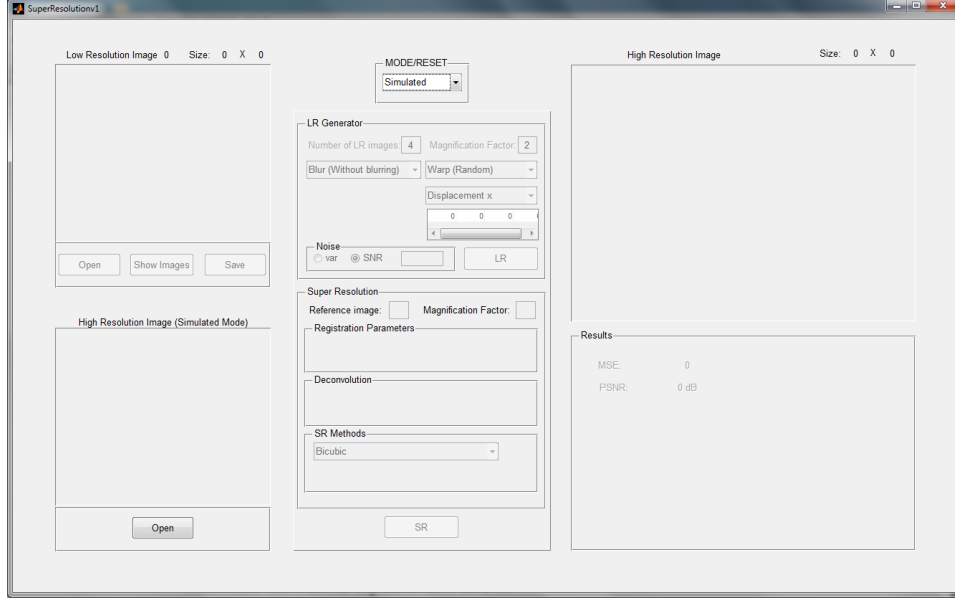 SuperResolutionv1
Low Resolution Image 0 Size: 0 X 0
Open Show Images Save
High Resolution Image (Simulated Mode)
Open
MODE/RESET
Simulated
LR Generator
Number of LR images: 4 Magnification Factor: 2
Blur (Without blurring) Warp (Random)
Displacement x
0 0 0
Noise
var SNR LR
Super Resolution
Reference image: Magnification Factor:
Registration Parameters
Deconvolution
SR Methods
Bicubic
SR
High Resolution Image Size: 0 X 0
Results
MSE: 0
PSNR: 0 dB